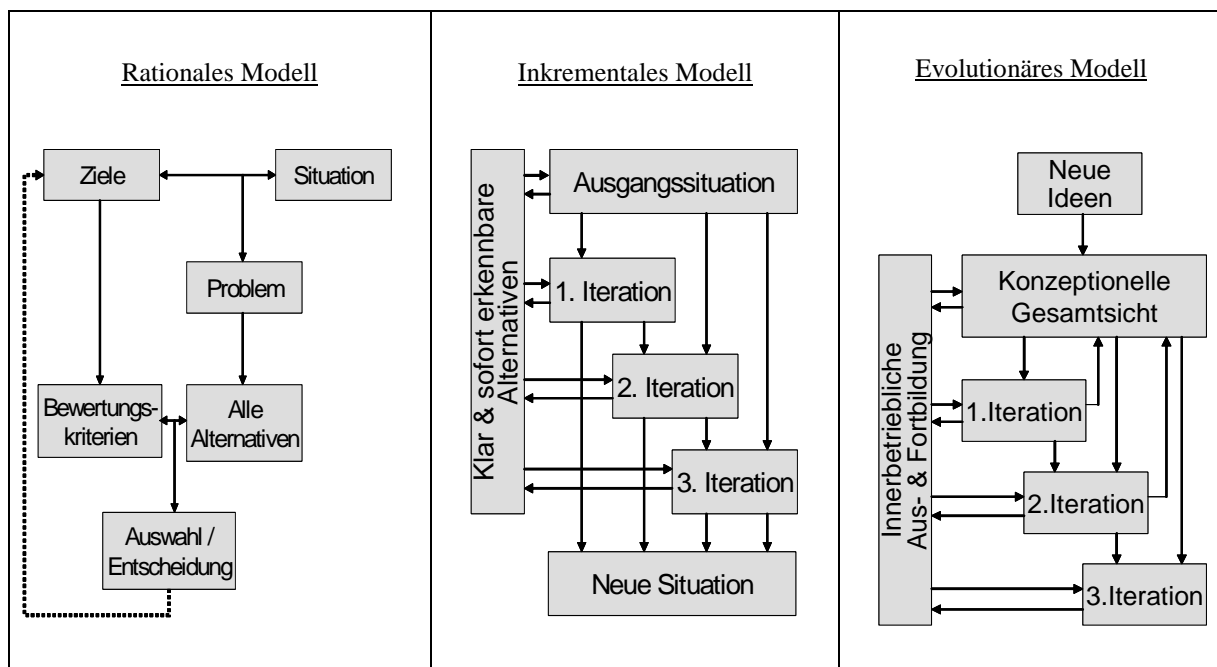 Rationales Modell
Ziele
Situation
Problem
Bewertungs-
kriterien
Alle
Alternativen
Auswahl /
Entscheidung
Inkrementales Modell
Klar & sofort erkennbare
Alternativen
Ausgangssituation
1. Iteration
2. Iteration
3. Iteration
Neue Situation
Evolutionäres Modell
Neue
Ideen
Innerbetriebliche
Aus- & Fortbildung
Konzeptionelle
Gesamtsicht
1.Iteration
2.Iteration
3.Iteration